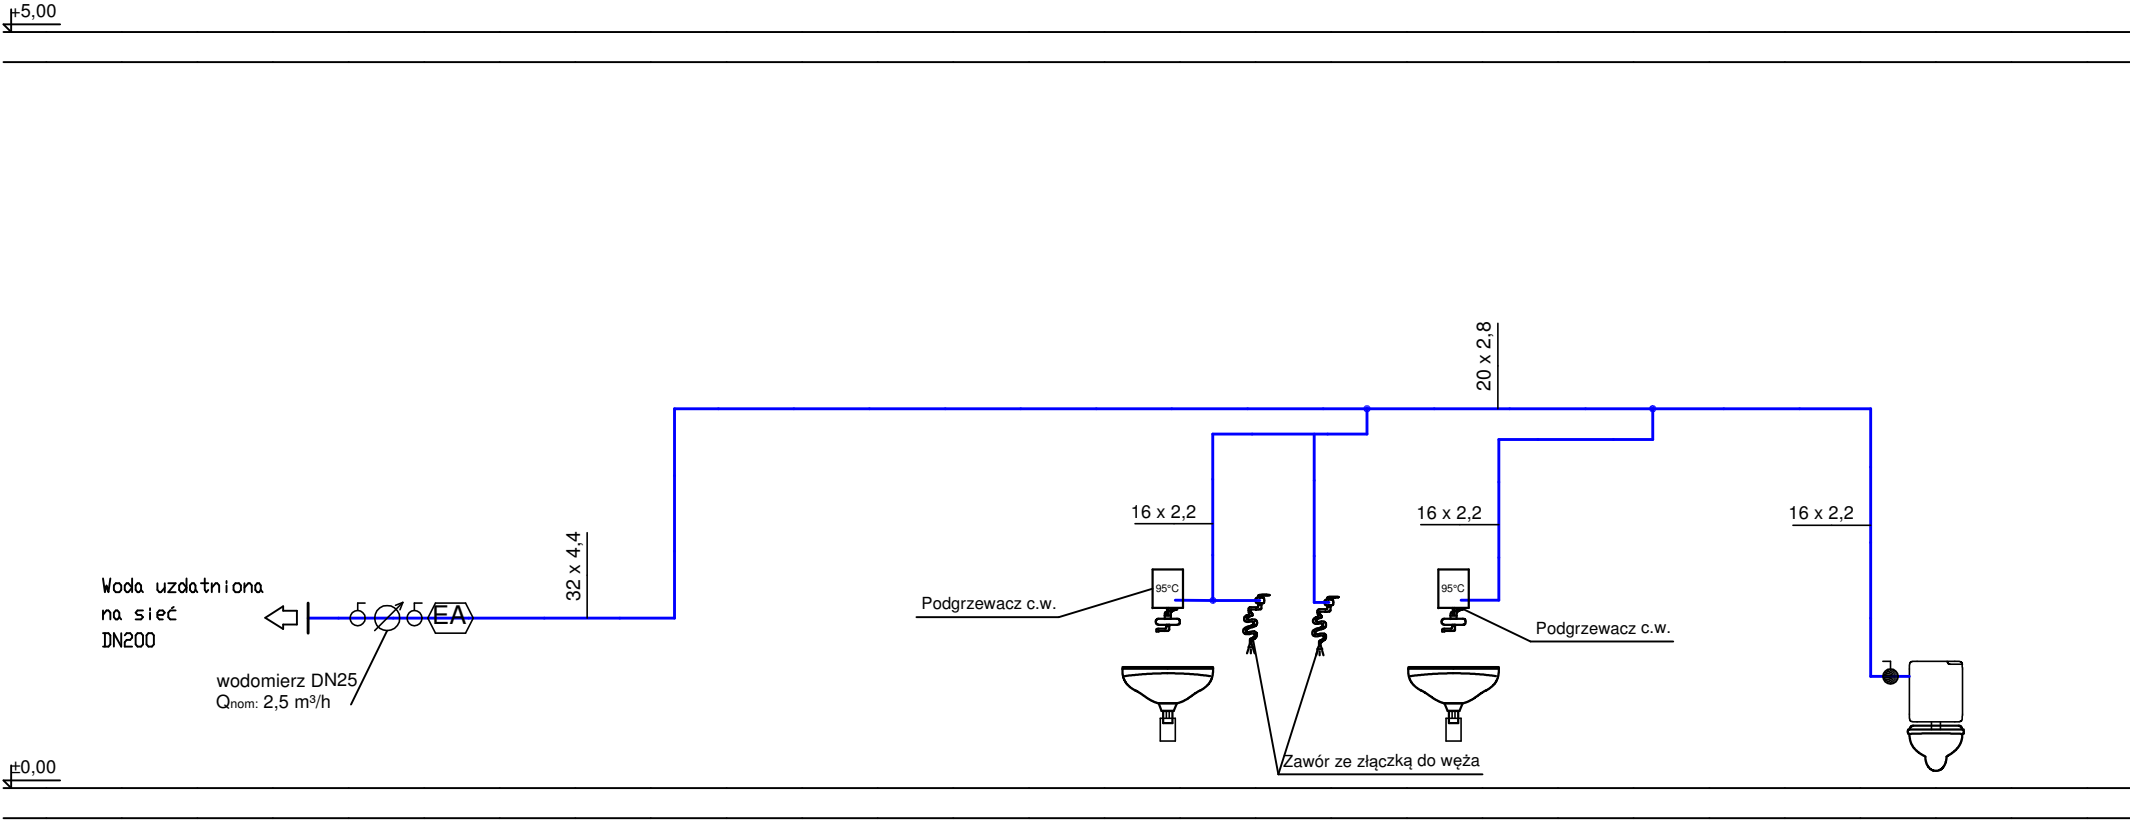 +5,00
20 x 2,8
16 x 2,2
16 x 2,2
16 x 2,2
32 x 4,4
Woda uzdatniona
na sieć
DN200
EA
95°C
95°C
Podgrzewacz c.w.
Podgrzewacz c.w.
wodomierz DN25
Qnom: 2,5 m³/h
Zawór ze złączką do węża
±0,00